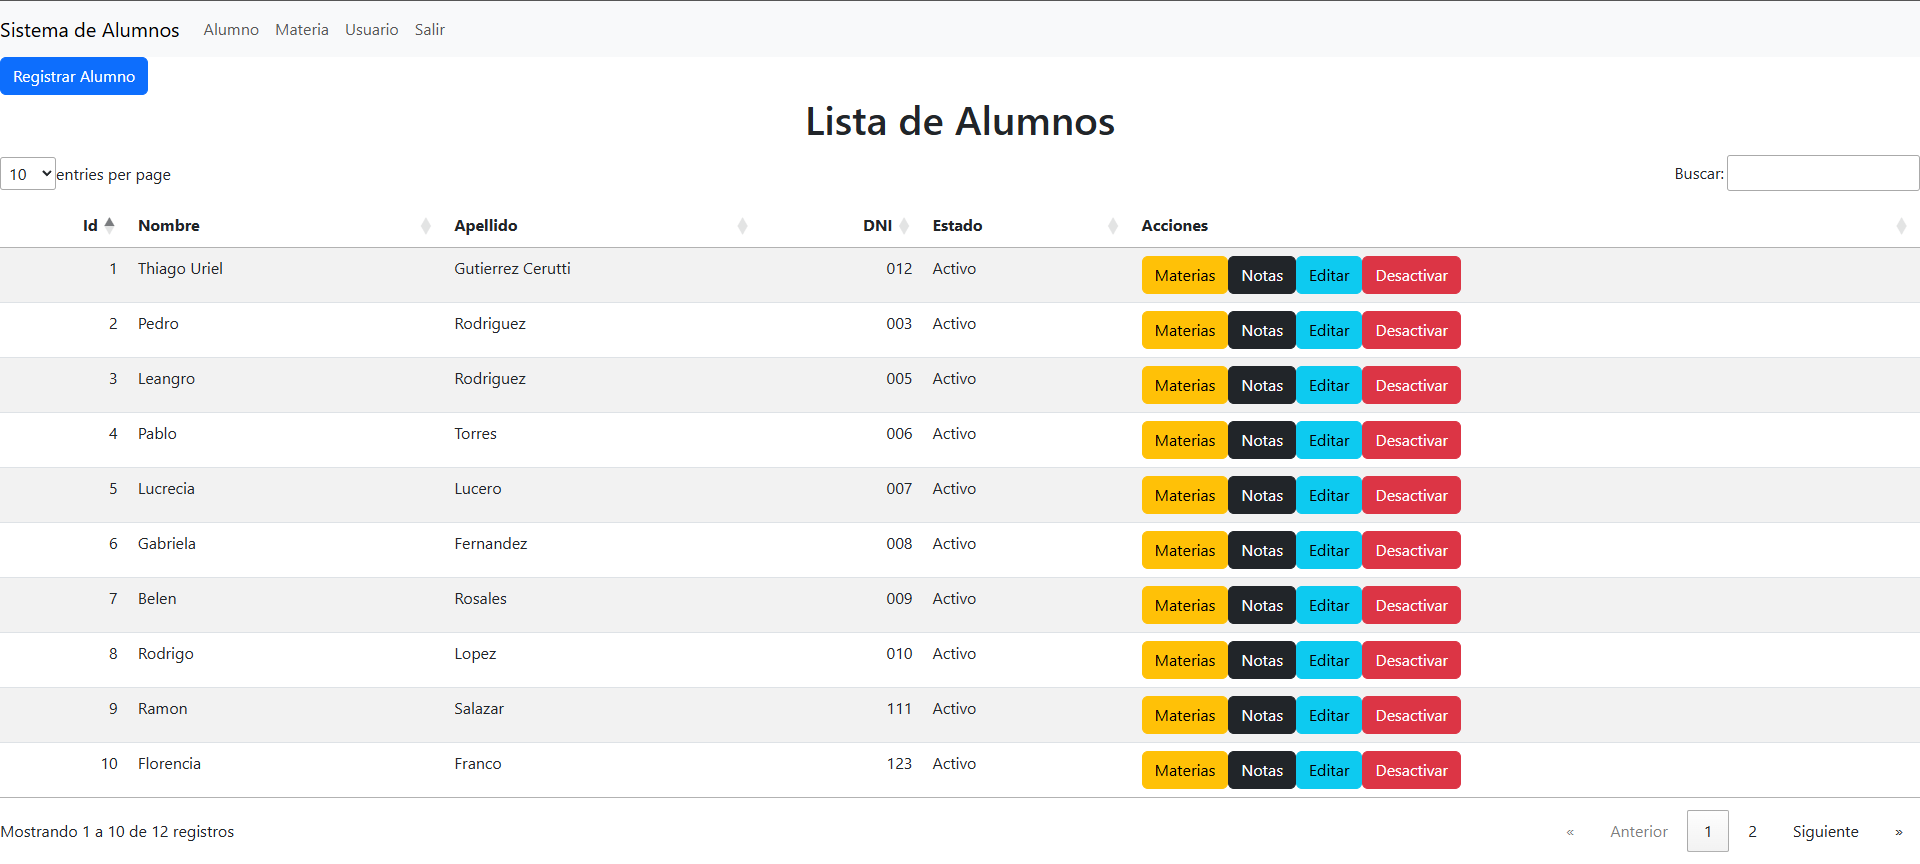 Sistema de Alumnos Alumno Materia Usuario Salir
Registrar Alumno
Lista de Alumnos
10 entries per page Buscar:
Id Nombre Apellido DNI Estado Acciones
1 Thiago Uriel Gutierrez Cerutti 012 Activo Materias Notas Editar Desactivar
2 Pedro Rodriguez 003 Activo Materias Notas Editar Desactivar
3 Leangro Rodriguez 005 Activo Materias Notas Editar Desactivar
4 Pablo Torres 006 Activo Materias Notas Editar Desactivar
5 Lucrecia Lucero 007 Activo Materias Notas Editar Desactivar
6 Gabriela Fernandez 008 Activo Materias Notas Editar Desactivar
7 Belen Rosales 009 Activo Materias Notas Editar Desactivar
8 Rodrigo Lopez 010 Activo Materias Notas Editar Desactivar
9 Ramon Salazar 111 Activo Materias Notas Editar Desactivar
10 Florencia Franco 123 Activo Materias Notas Editar Desactivar
Mostrando 1 a 10 de 12 registros « Anterior 1 2 Siguiente »